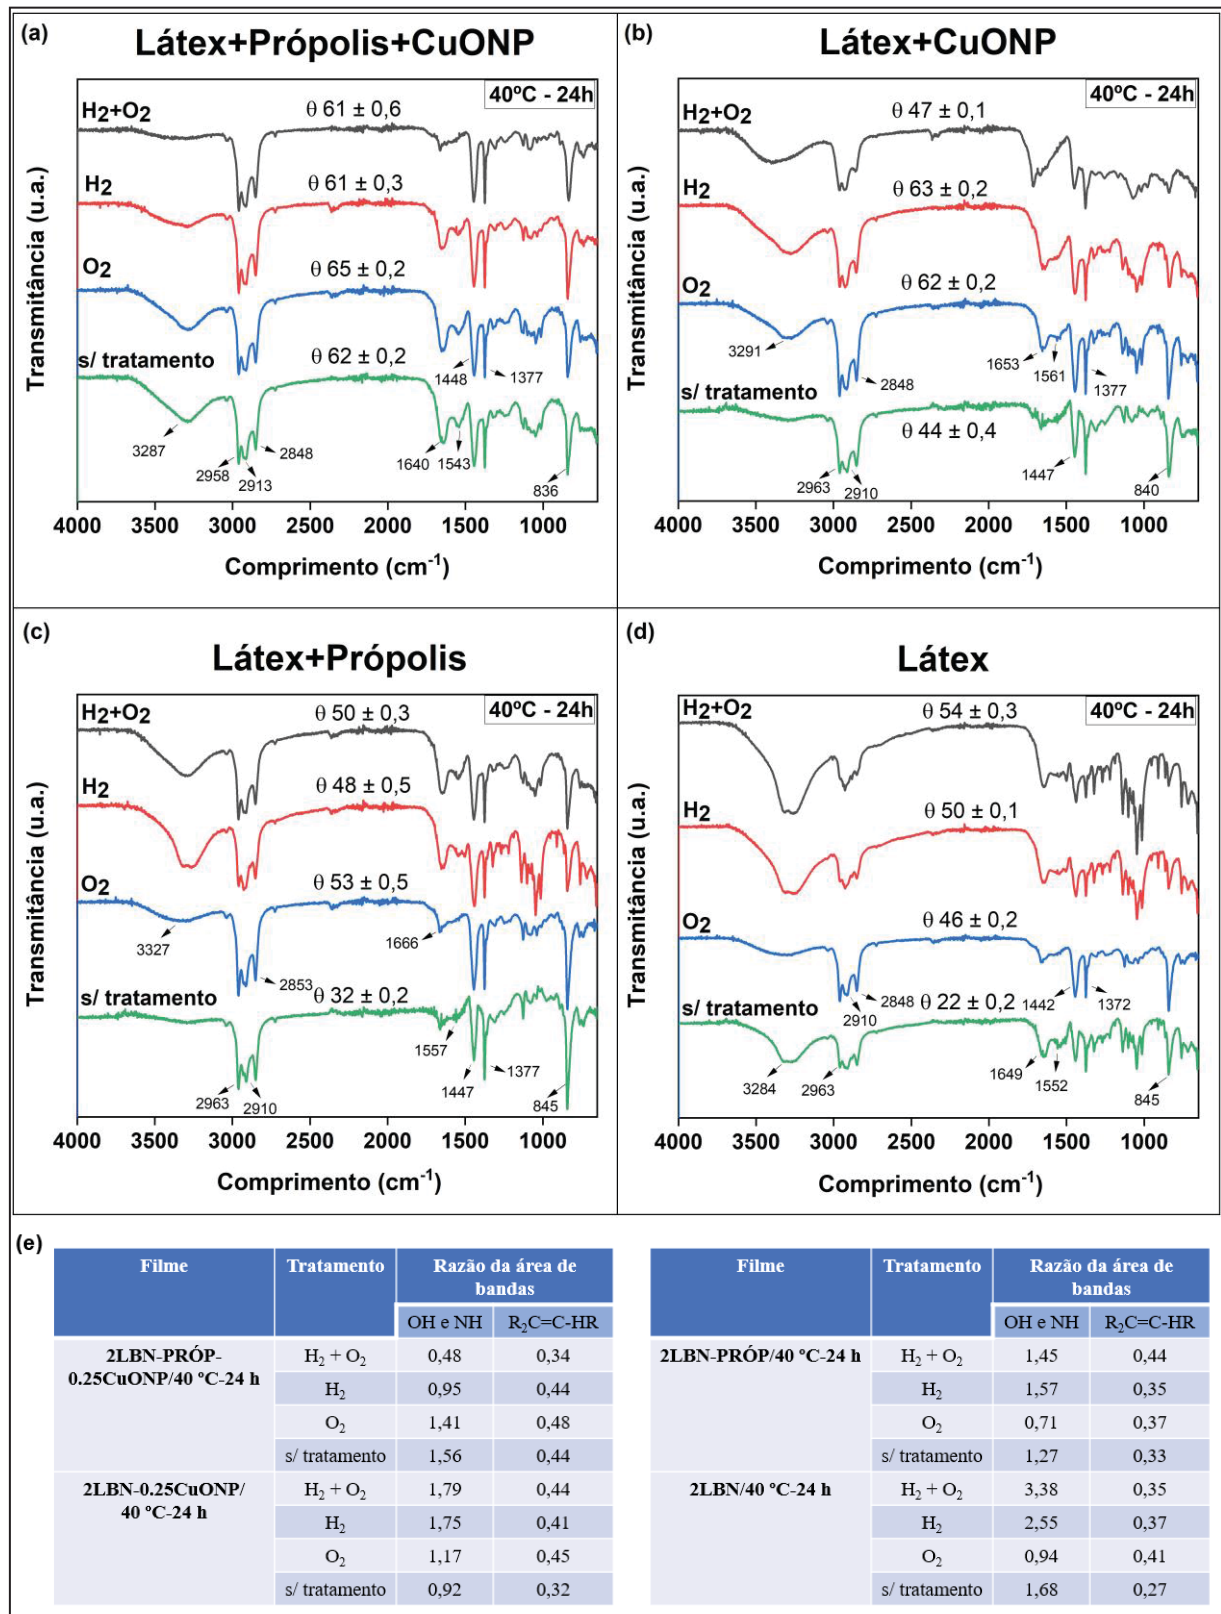 (a)
Látex+Própolis+CuONP
40ºC - 24h
H2+O2
θ 61 ± 0,6
H2
θ 61 ± 0,3
O2
θ 65 ± 0,2
s/ tratamento
θ 62 ± 0,2
1448
1377
3287
2958
2913
2848
1640
1543
836
Transmitância (u.a.)
4000 3000 2000 1000
Comprimento (cm-1)
(b)
Látex+CuONP
40ºC - 24h
H2+O2
θ 47 ± 0,1
H2
θ 63 ± 0,2
O2
θ 62 ± 0,2
3291
2848
1653
1561
1377
s/ tratamento
θ 44 ± 0,4
2963
2910
1447
840
Transmitância (u.a.)
4000 3000 2000 1000
Comprimento (cm-1)
(c)
Látex+Própolis
40ºC - 24h
H2+O2
θ 50 ± 0,3
H2
θ 48 ± 0,5
O2
θ 53 ± 0,5
3327
1666
2853
s/ tratamento
θ 32 ± 0,2
1557
1447
1377
2963
2910
845
Transmitância (u.a.)
4000 3000 2000 1000
Comprimento (cm-1)
(d)
Látex
40ºC - 24h
H2+O2
θ 54 ± 0,3
H2
θ 50 ± 0,1
O2
θ 46 ± 0,2
2848
2910
1442
1372
s/ tratamento
θ 22 ± 0,2
3284
2963
1649
1552
845
Transmitância (u.a.)
4000 3000 2000 1000
Comprimento (cm-1)
(e)
Filme Tratamento Razão da área de
bandas
OH e NH R2C=C-HR
2LBN-PRÓP-
0.25CuONP/40 ºC-24 h
H2 + O2 0,48 0,34
H2 0,95 0,44
O2 1,41 0,48
s/ tratamento 1,56 0,44
2LBN-0.25CuONP/
40 ºC-24 h
H2 + O2 1,79 0,44
H2 1,75 0,41
O2 1,17 0,45
s/ tratamento 0,92 0,32
Filme Tratamento Razão da área de
bandas
OH e NH R2C=C-HR
2LBN-PRÓP/40 ºC-24 h H2 + O2 1,45 0,44
H2 1,57 0,35
O2 0,71 0,37
s/ tratamento 1,27 0,33
2LBN/40 ºC-24 h H2 + O2 3,38 0,35
H2 2,55 0,37
O2 0,94 0,41
s/ tratamento 1,68 0,27